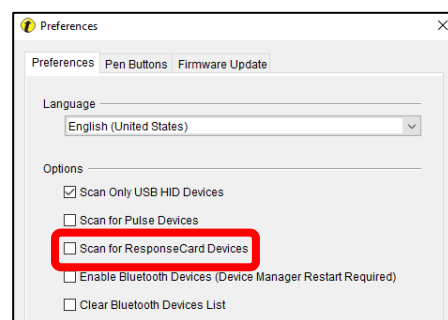 Preferences
Preferences Pen Buttons Firmware Update
Language
English (United States)
Options
Scan Only USB HID Devices
Scan for Pulse Devices
Scan for ResponseCard Devices
Enable Bluetooth Devices (Device Manager Restart Required)
Clear Bluetooth Devices List